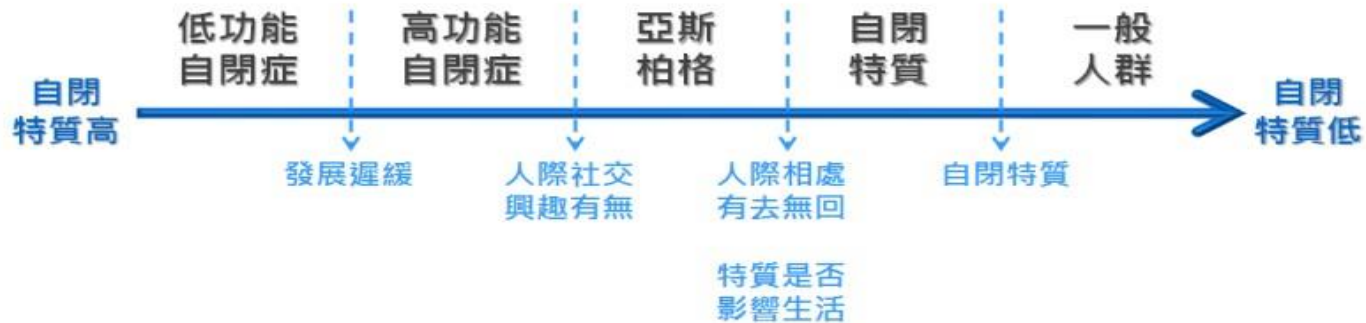 低功能
自閉症
高功能
自閉症
亞斯
柏格
自閉
特質
一般
人群
自閉
特質高
自閉
特質低
發展遲緩
人際社交
興趣有無
人際相處
有去無回
特質是否
影響生活
自閉特質